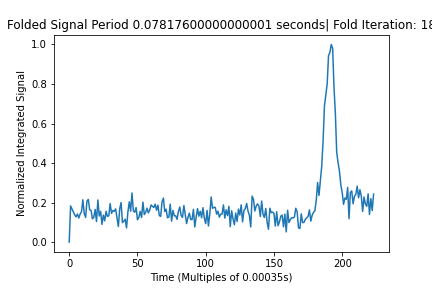 Folded Signal Period 0.07817600000000001 seconds| Fold Iteration: 18
1.0
0.8
0.6
0.4
0.2
0.0
Normalized Integrated Signal
0 50 100 150 200
Time (Multiples of 0.00035s)